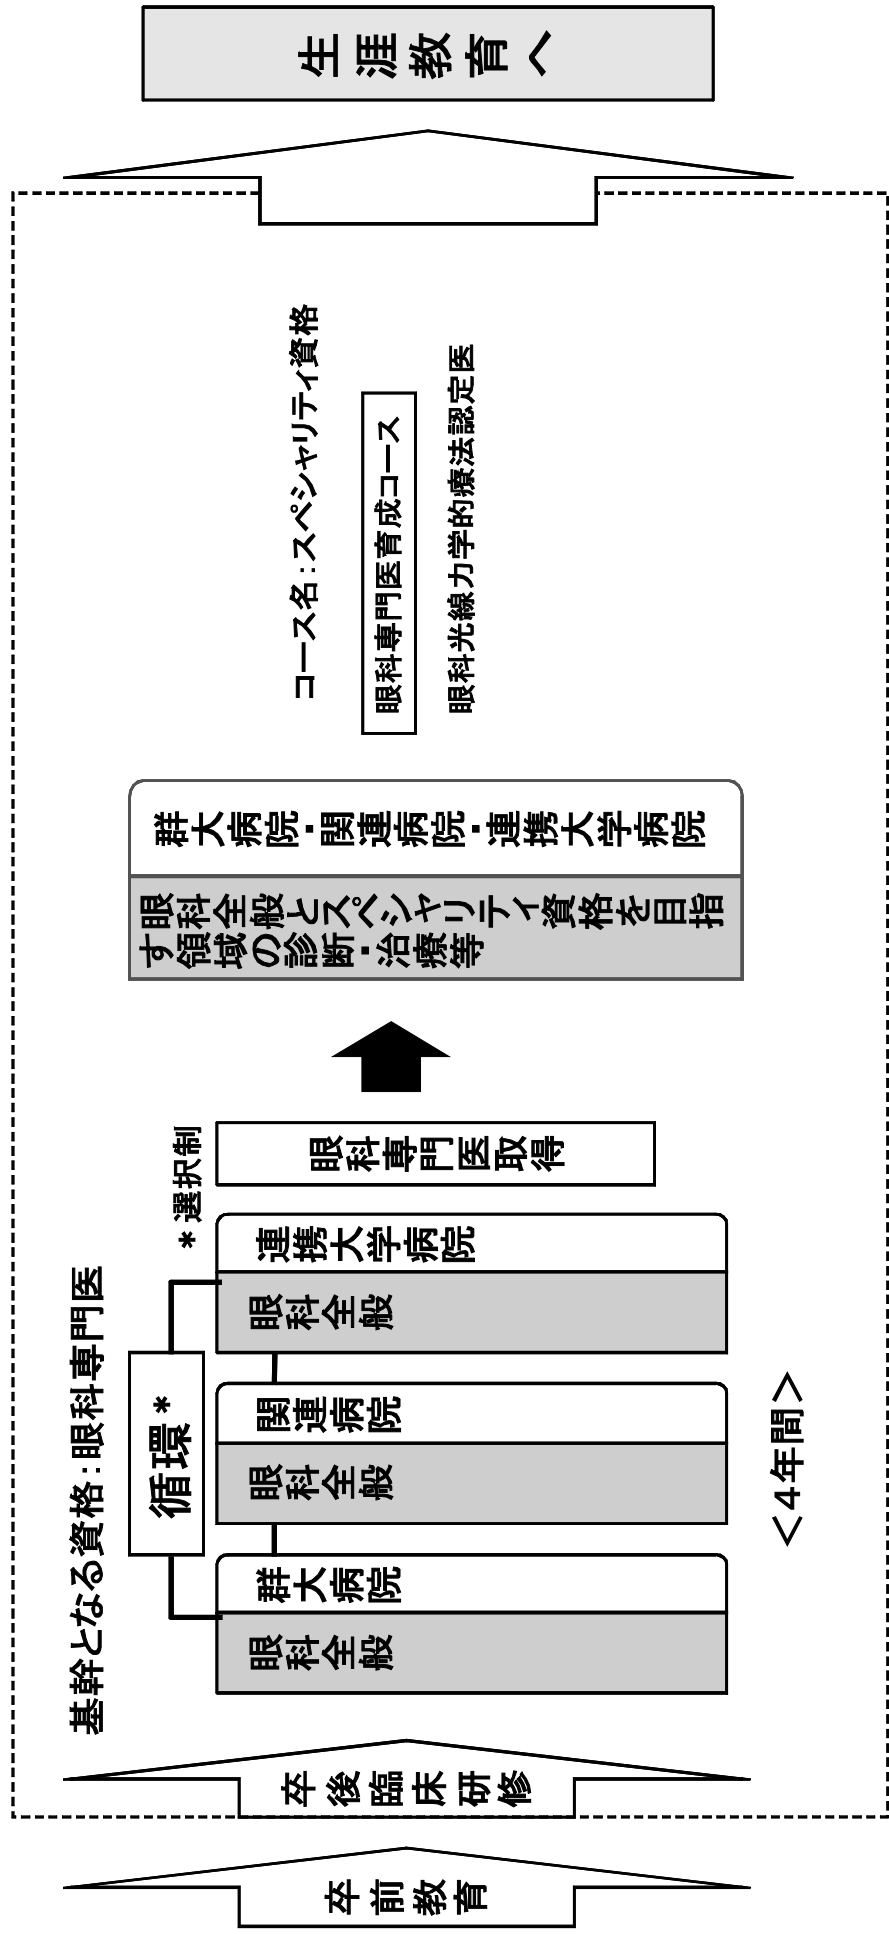 卒前教育
卒後臨床研修
基幹となる資格：眼科専門医
循環*
*選択制
眼科全般
群大病院
眼科全般
関連病院
眼科全般
連携大学病院
＜4年間＞
眼科専門医取得
眼科全般とスペシャリティ資格を目指
す領域の診断・治療等
群大病院・関連病院・連携大学病院
コース名：スペシャリティ資格
眼科専門医育成コース
眼科光線力学的療法認定医
生涯教育へ